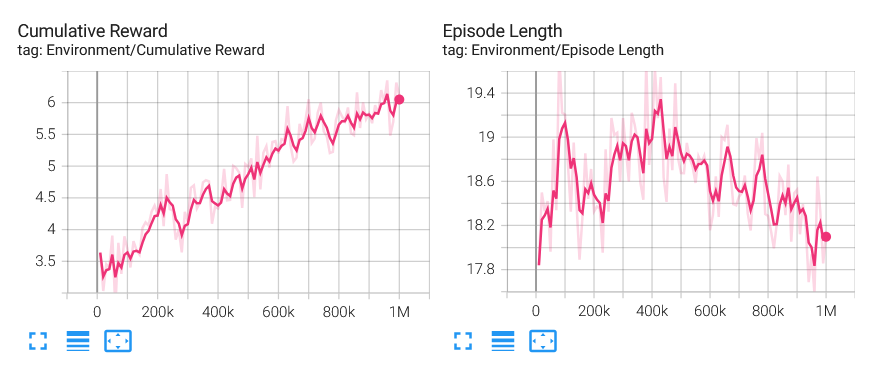 Cumulative Reward
tag: Environment/Cumulative Reward
6
5.5
5
4.5
4
3.5
0
200k
400k
600k
800k
1M
Episode Length
tag: Environment/Episode Length
19.4
19
18.6
18.2
17.8
0
200k
400k
600k
800k
1M